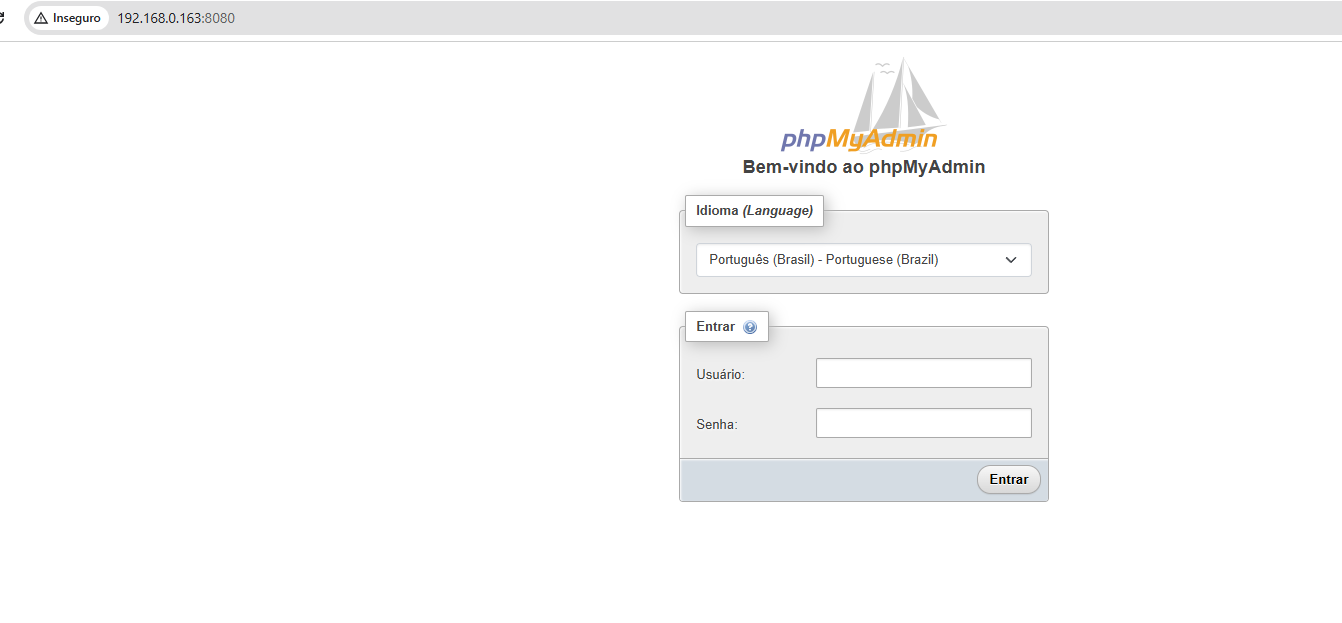 Inseguro 192.168.0.163:8080
phpMyAdmin
Bem-vindo ao phpMyAdmin
Idioma (Language)
Português (Brasil) - Portuguese (Brazil)
Entrar
Usuário:
Senha:
Entrar